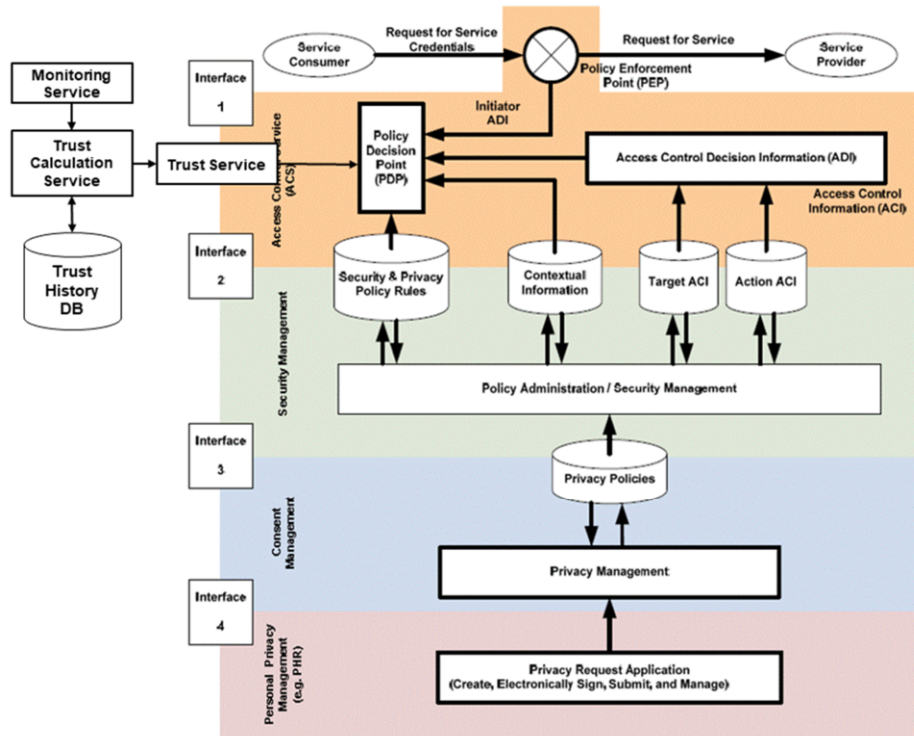 Service
Consumer
Request for Service
Credentials
Request for Service
Service
Provider
Policy Enforcement
Point (PEP)
Monitoring
Service
Interface
1
Initiator
ADI
Trust
Calculation
Service
Trust Service
Policy
Decision
Point
(PDP)
Access Control Decision Information (ADI)
Access Control
Information (ACI)
(ACS)
Trust
History
DB
Interface
2
Security & Privacy
Policy Rules
Contextual
Information
Target ACI
Action ACI
Security Management
Policy Administration / Security Management
Interface
3
Privacy Policies
Consent
Management
Privacy Management
Interface
4
Personal Privacy
Management
(e.g. PHR)
Privacy Request Application
(Create, Electronically Sign, Submit, and Manage)